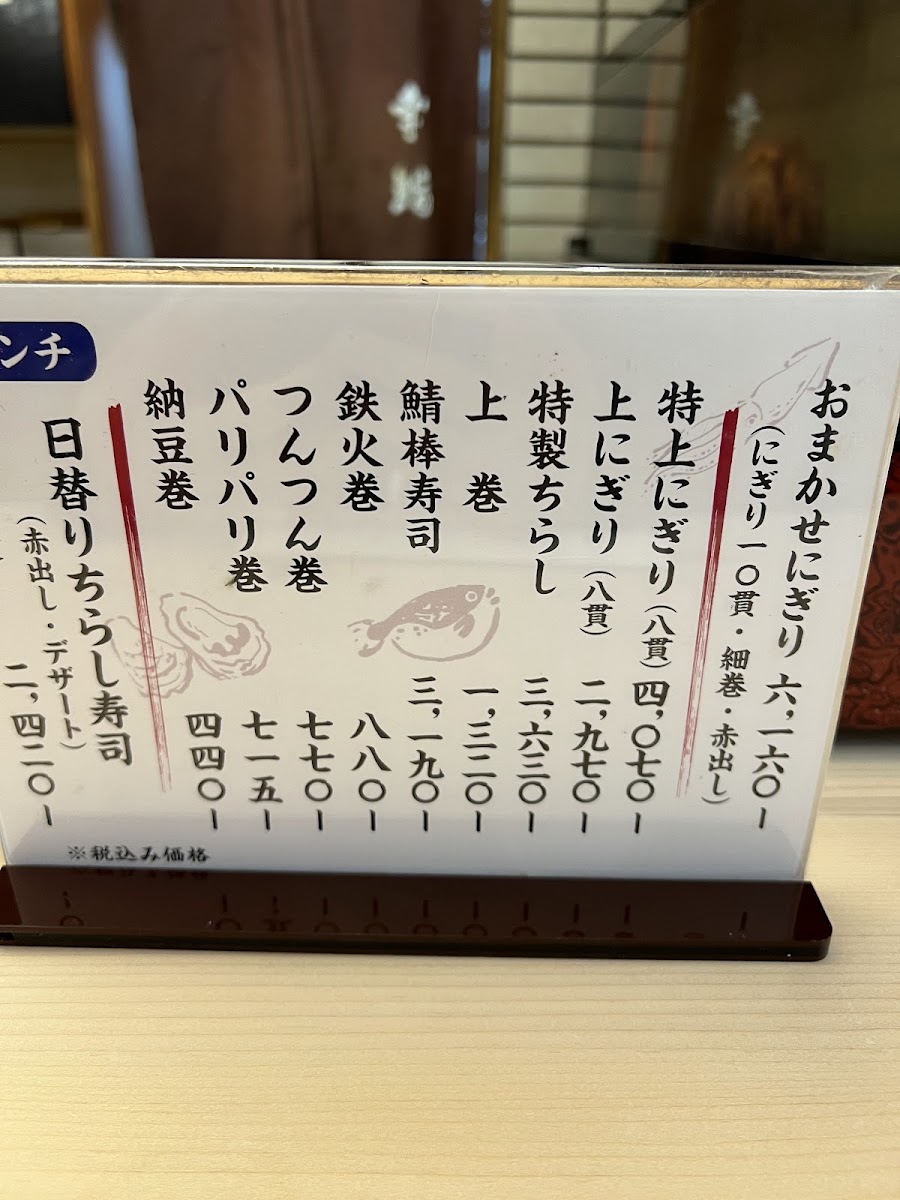 おまかせにぎり 六,一六〇ー
(にぎり一〇貫・細巻・赤出し)
特上にぎり(八貫) 四,〇七〇ー
上にぎり(八貫) 二,九七〇ー
特製ちらし 三,六三〇ー
上巻 一,三二〇ー
鯖棒寿司 三,一九〇ー
鉄火巻 八八〇ー
つんつん巻 七七〇ー
パリパリ巻 七一五ー
納豆巻 四四〇ー
ンチ
日替りちらし寿司
(赤出し・デザート)
二,四二〇ー
※税込み価格